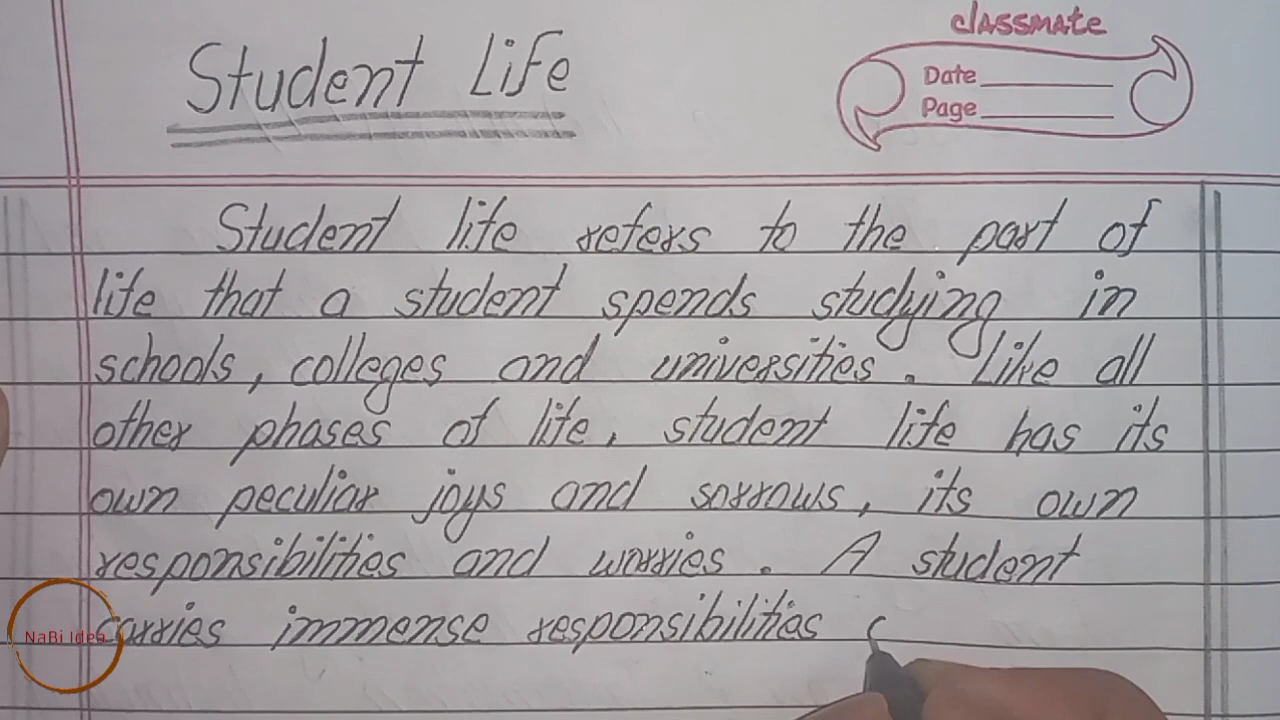 Student Life
classmate
Date
Page
Student life refers to the part of
life that a student spends studying in
schools, colleges and universities. Like all
other phases of life, student life has its
own peculiar joys and sorrows, its own
responsibilities and worries. A student
carries immense responsibilities
NaBi Idea